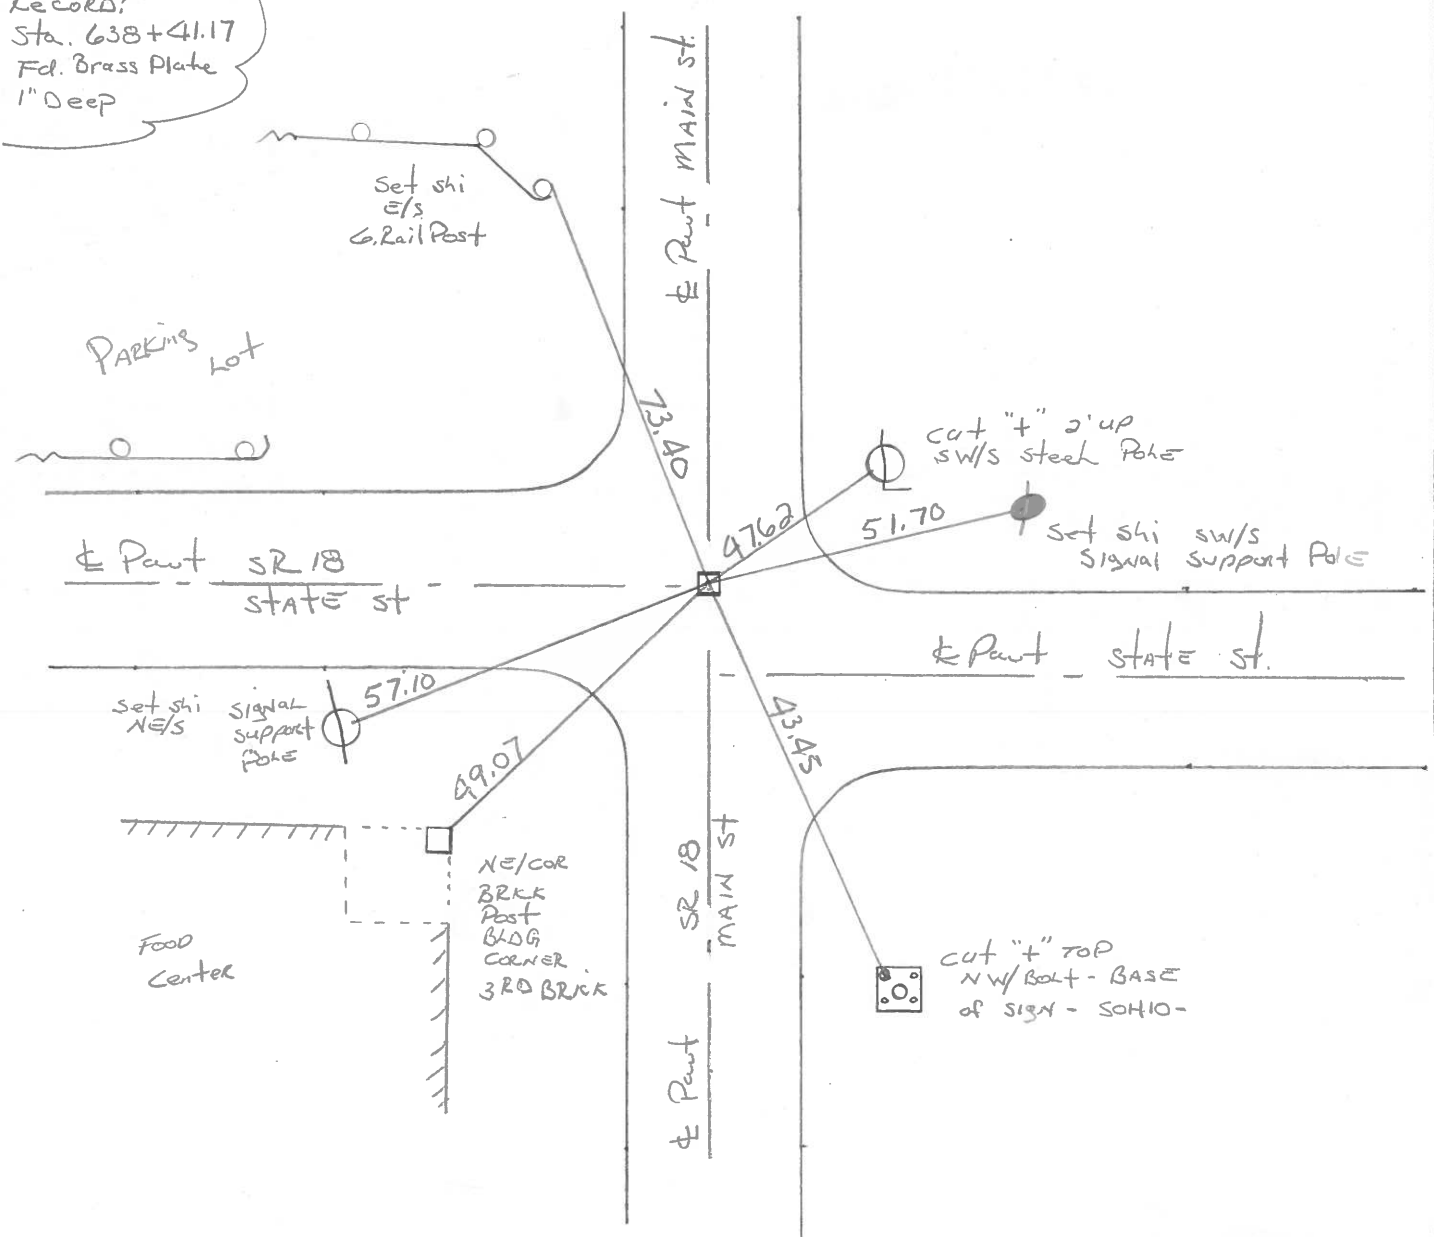 RECORD:
Sta. 638+41.17
Fd. Brass Plate
1" Deep
Set shi
E/S
G.Rail Post
℄ Pav't MAIN st.
PARKING Lot
73.40
cut "+" 2' up
SW/S Steel Pole
47.62
51.70
Set shi SW/S
Signal support Pole
℄ Pav't SR 18
STATE St
℄ Pav't STATE St.
Set shi
NE/S
Signal
support
Pole
57.10
49.07
43.45
NE/COR
BRICK
Post
BLDG
CORNER
3RD BRICK
FOOD
Center
℄ Pav't SR 18
MAIN St
cut "+" TOP
NW/Bolt - BASE
of SIGN - SOHIO -